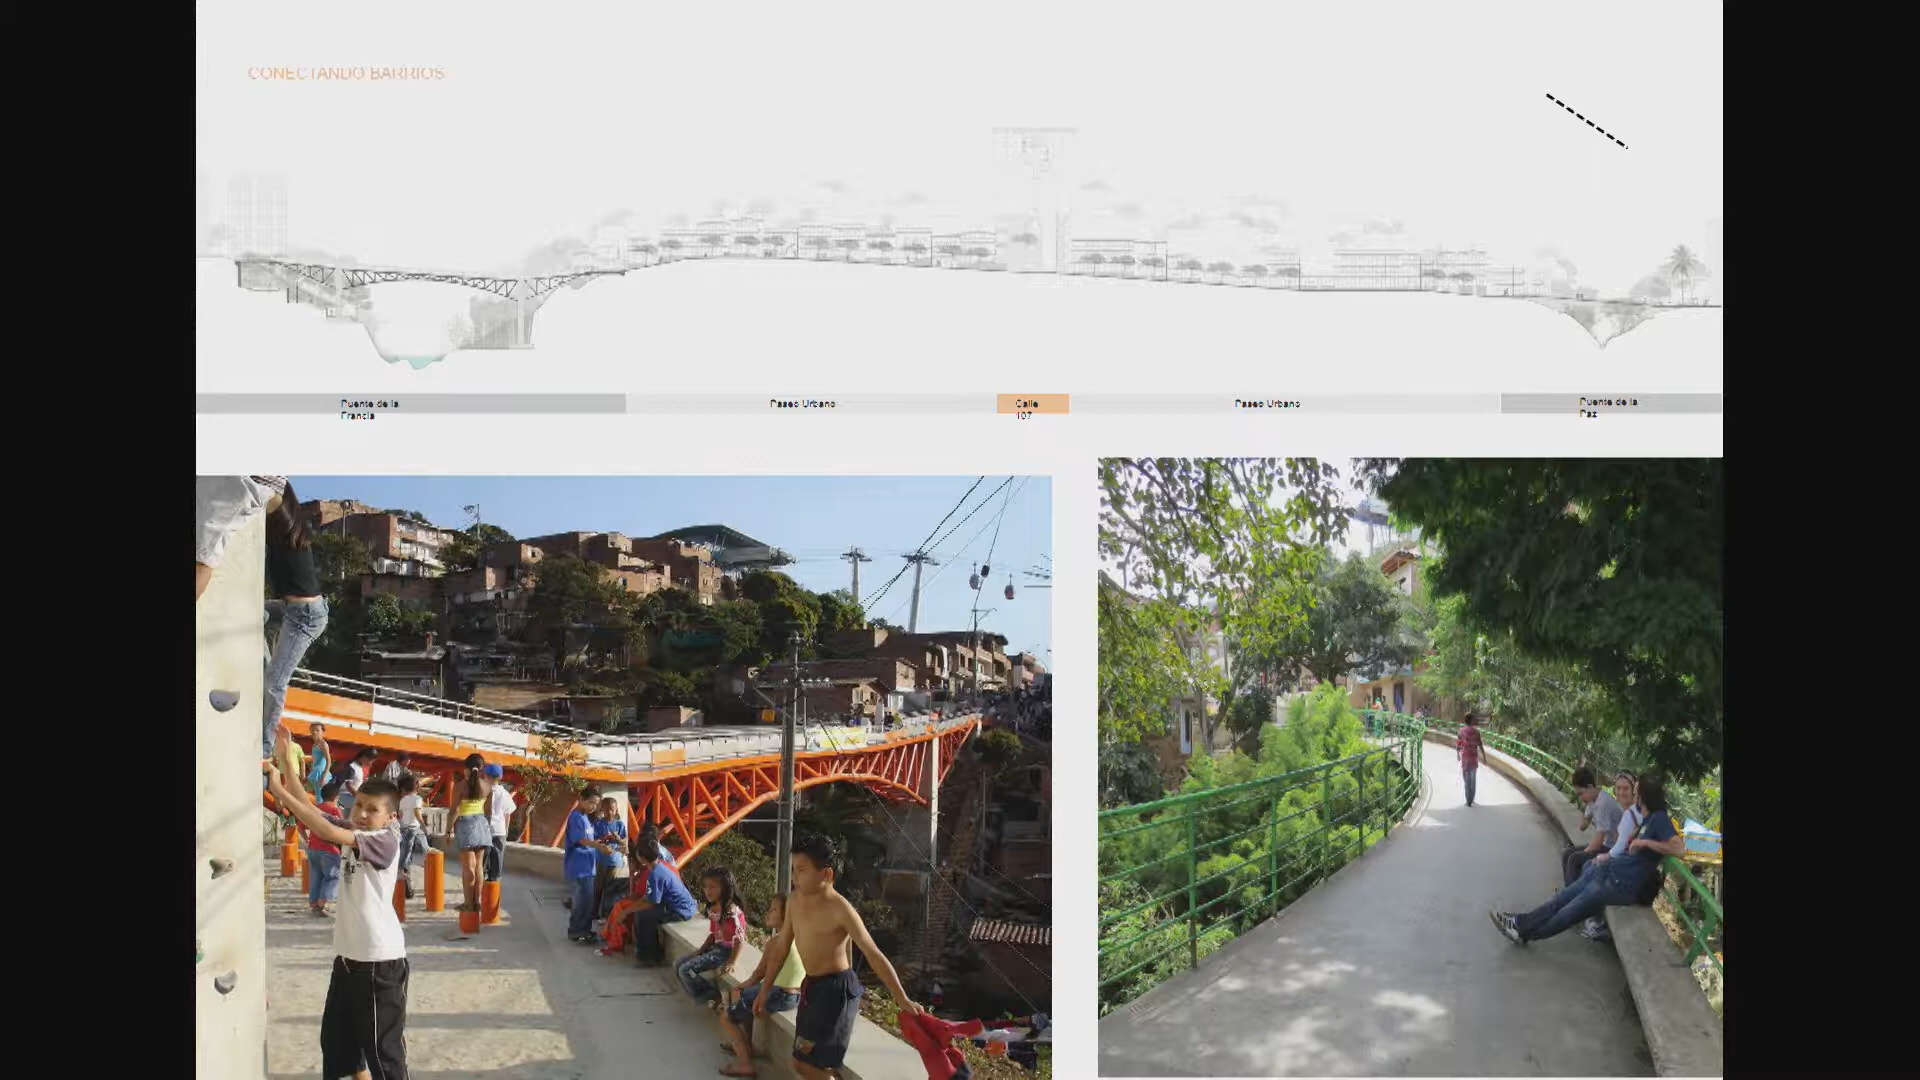 CONECTANDO BARRIOS
Puente de la
Francia
Paseo Urbano
Calle
107
Paseo Urbano
Puente de la
Paz